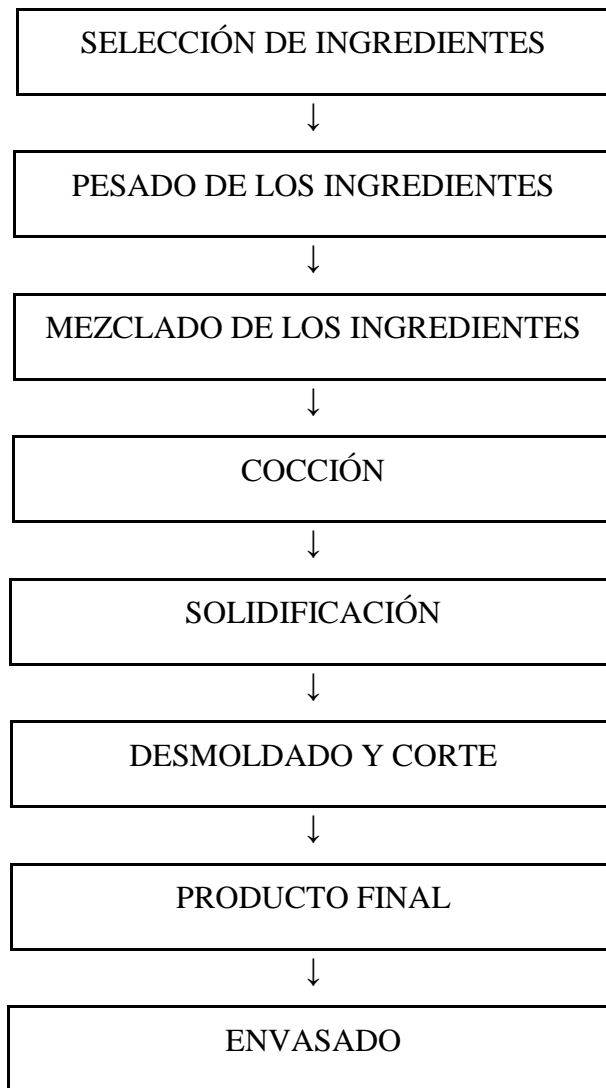 SELECCIÓN DE INGREDIENTES
↓
PESADO DE LOS INGREDIENTES
↓
MEZCLADO DE LOS INGREDIENTES
↓
COCCIÓN
↓
SOLIDIFICACIÓN
↓
DESMOLDADO Y CORTE
↓
PRODUCTO FINAL
↓
ENVASADO